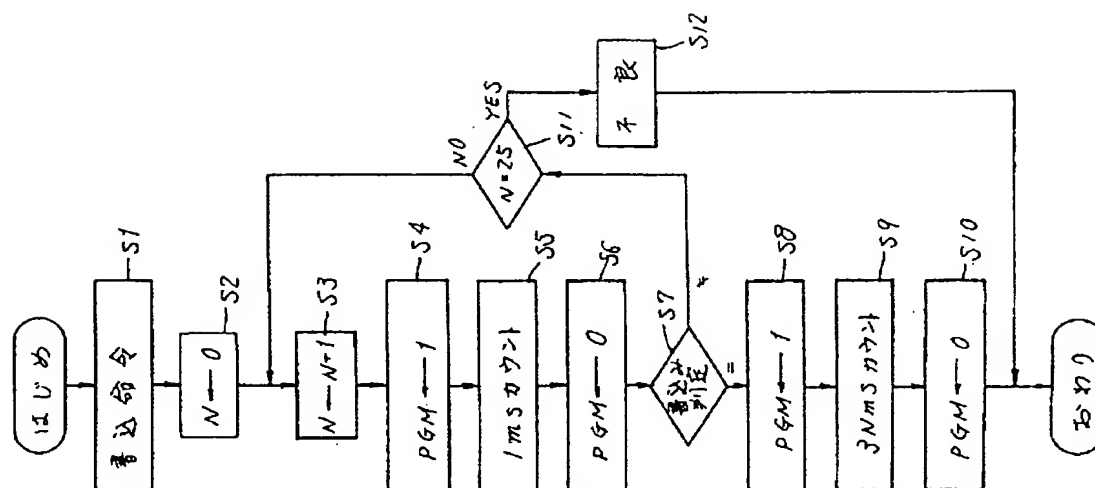 はじめ
書込命令
S1
N ← 0
S2
N ← N+1
S3
PGM ← 1
S4
1mSカウント
S5
PGM ← 0
S6
書込み
判定
S7
≠
=
N=25
S11
NO
YES
不良
S12
PGM ← 1
S8
3NmSカウント
S9
PGM ← 0
S10
おわり